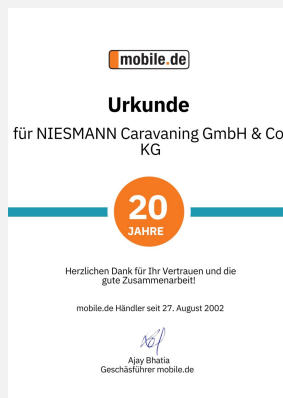 mobile.de
Urkunde
für NIESMANN Caravaning GmbH & Co
KG
20
JAHRE
Herzlichen Dank für Ihr Vertrauen und die
gute Zusammenarbeit!
mobile.de Händler seit 27. August 2002
Ajay Bhatia
Geschäftsführer mobile.de